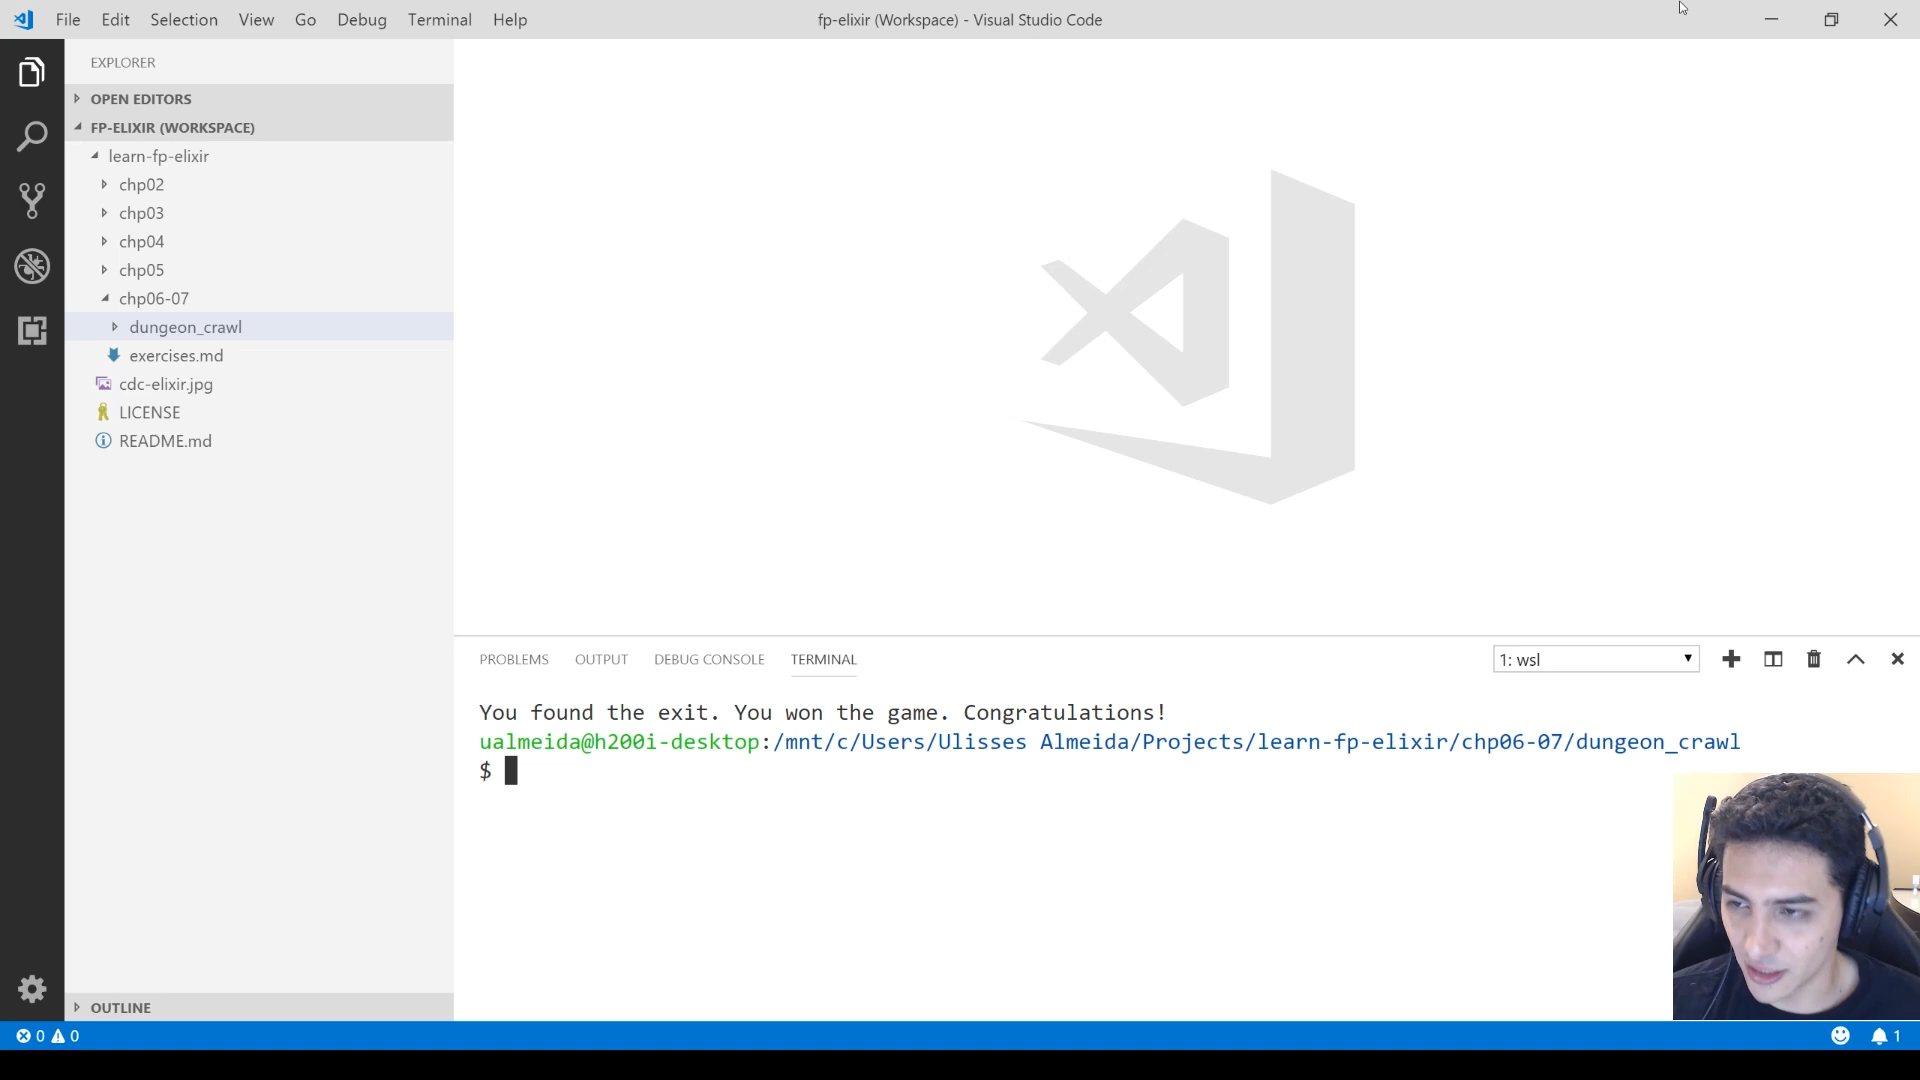 File Edit Selection View Go Debug Terminal Help
fp-elixir (Workspace) - Visual Studio Code
EXPLORER
OPEN EDITORS
FP-ELIXIR (WORKSPACE)
learn-fp-elixir
chp02
chp03
chp04
chp05
chp06-07
dungeon_crawl
exercises.md
cdc-elixir.jpg
LICENSE
README.md
OUTLINE
PROBLEMS OUTPUT DEBUG CONSOLE TERMINAL
1: wsl
You found the exit. You won the game. Congratulations!
ualmeida@h200i-desktop:/mnt/c/Users/Ulisses Almeida/Projects/learn-fp-elixir/chp06-07/dungeon_crawl
$
0 0
1